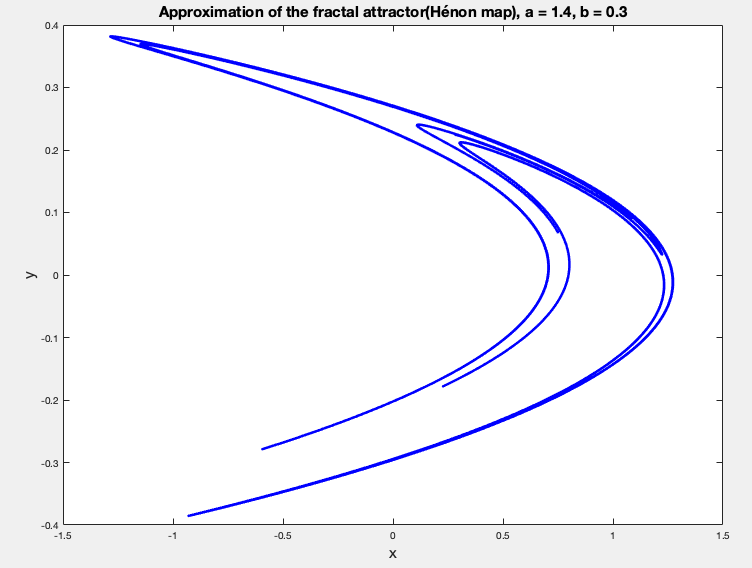 Approximation of the fractal attractor(Hénon map), a = 1.4, b = 0.3
0.4
0.3
0.2
0.1
0
-0.1
-0.2
-0.3
-0.4
y
-1.5 -1 -0.5 0 0.5 1 1.5
x